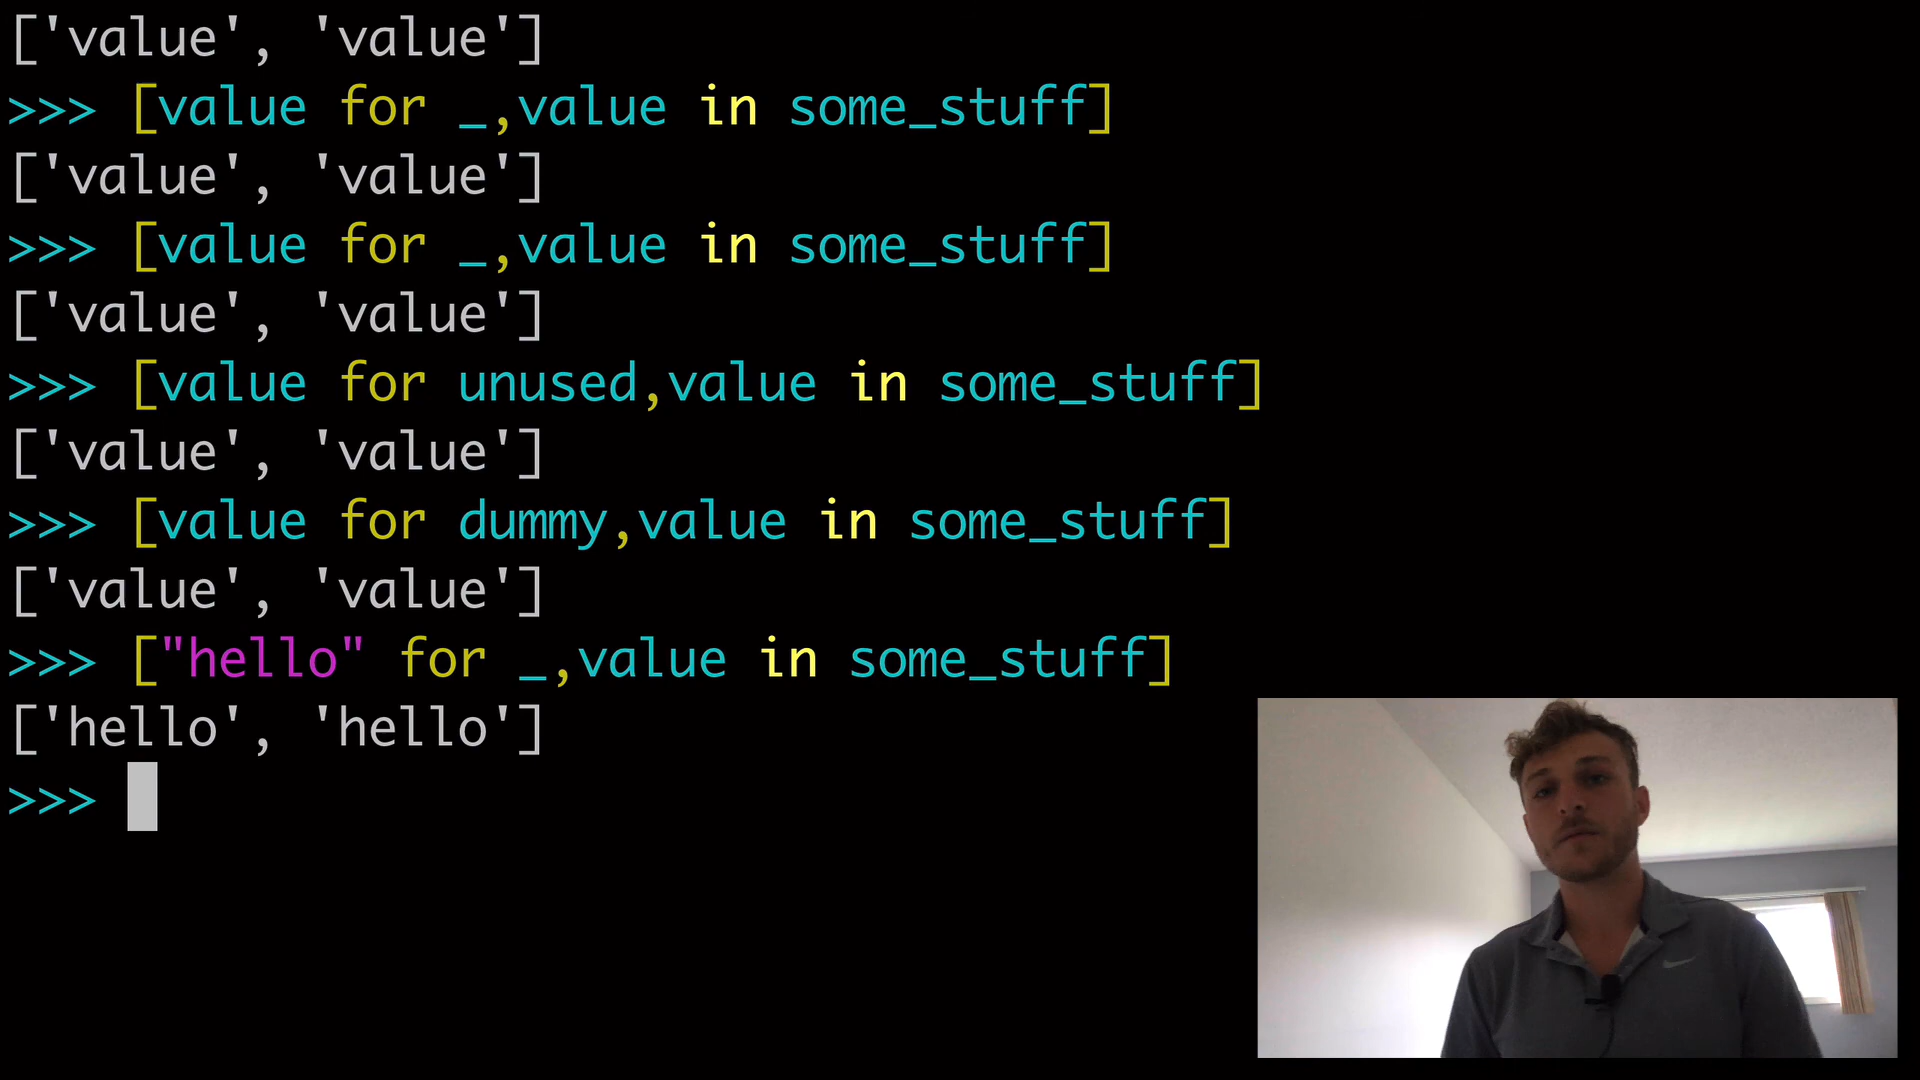 ['value', 'value']
>>> [value for _,value in some_stuff]
['value', 'value']
>>> [value for _,value in some_stuff]
['value', 'value']
>>> [value for unused,value in some_stuff]
['value', 'value']
>>> [value for dummy,value in some_stuff]
['value', 'value']
>>> ["hello" for _,value in some_stuff]
['hello', 'hello']
>>>